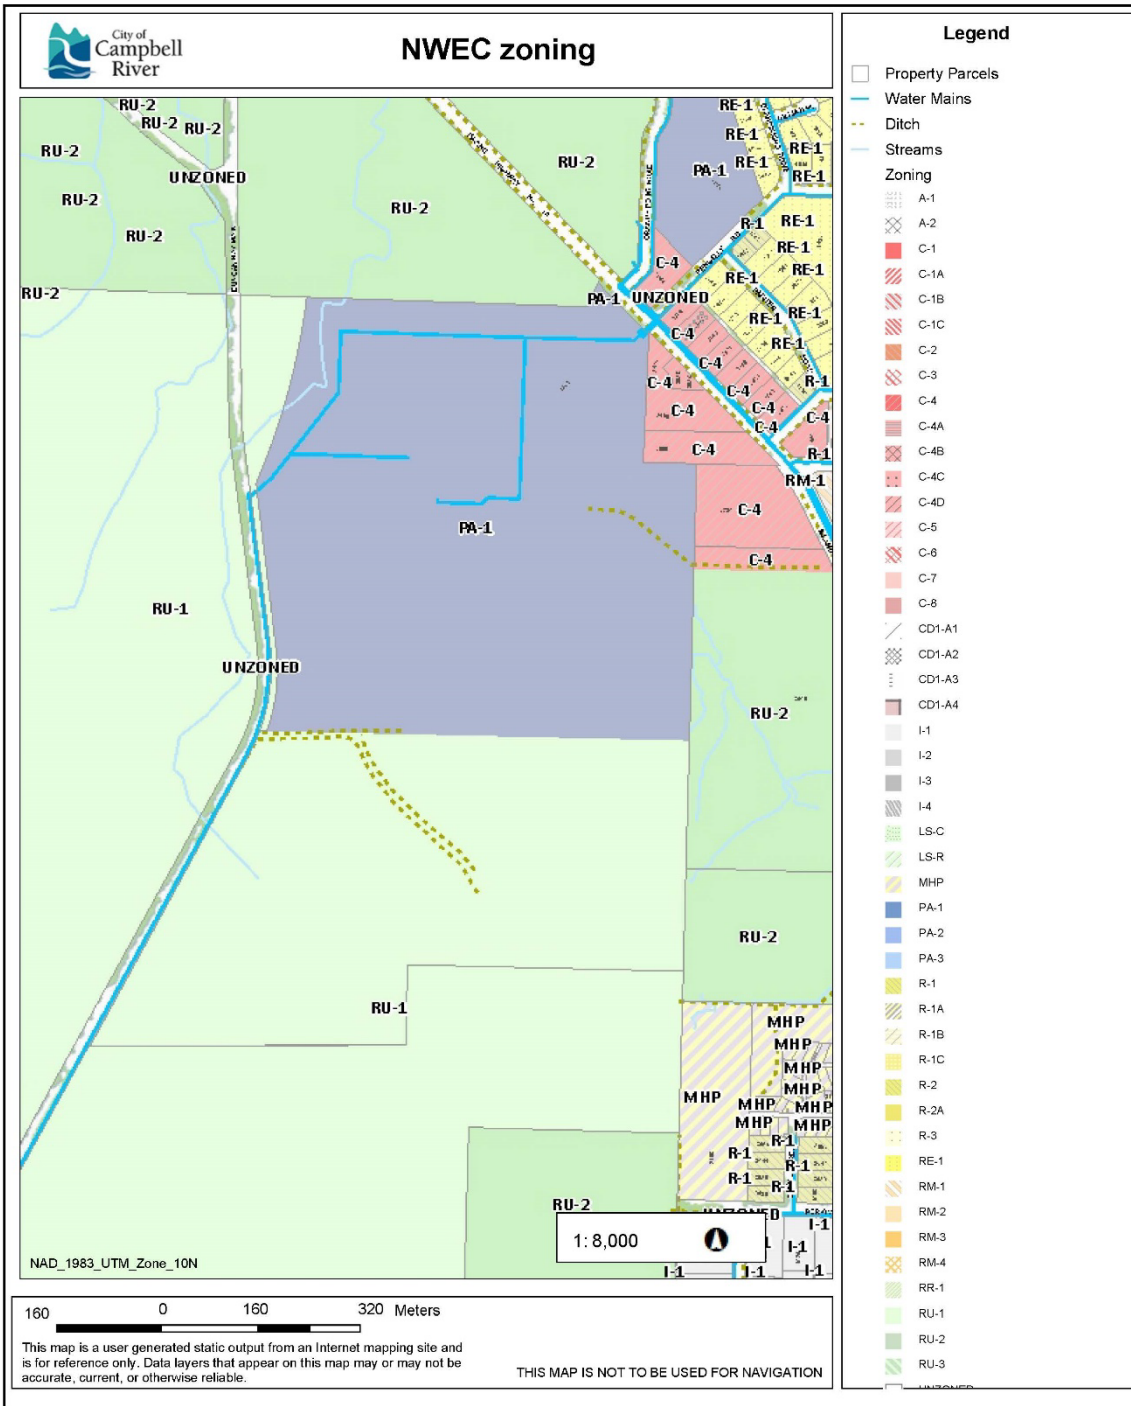 City of
Campbell
River
NWEC zoning
Legend
Property Parcels
Water Mains
Ditch
Streams
Zoning
A-1
A-2
C-1
C-1A
C-1B
C-1C
C-2
C-3
C-4
C-4A
C-4B
C-4C
C-4D
C-5
C-6
C-7
C-8
CD1-A1
CD1-A2
CD1-A3
CD1-A4
I-1
I-2
I-3
I-4
LS-C
LS-R
MHP
PA-1
PA-2
PA-3
R-1
R-1A
R-1B
R-1C
R-2
R-2A
R-3
RE-1
RM-1
RM-2
RM-3
RM-4
RR-1
RU-1
RU-2
RU-3
UNZONED
RU-2
RU-2
RU-2
RU-2
UNZONED
RU-2
RU-2
RU-2
RU-2
RU-2
RE-1
RE-1
RE-1
RE-1
RE-1
PA-1
R-1
RE-1
RE-1
RE-1
RE-1
C-4
PA-1
UNZONED
RE-1
RE-1
C-4
C-4
C-4
C-4
C-4
C-4
C-4
R-1
C-4
C-4
R-1
RM-1
C-4
PA-1
C-4
RU-1
UNZONED
RU-2
RU-2
RU-1
MHP
MHP
MHP
MHP
MHP
MHP
MHP
MHP
MHP
R-1
R-1
R-1
R-1
R-1
RU-2
UNZONED
I-1
I-1
I-1
I-1
I-1
1: 8,000
NAD_1983_UTM_Zone_10N
160 0 160 320 Meters
This map is a user generated static output from an Internet mapping site and
is for reference only. Data layers that appear on this map may or may not be
accurate, current, or otherwise reliable.
THIS MAP IS NOT TO BE USED FOR NAVIGATION